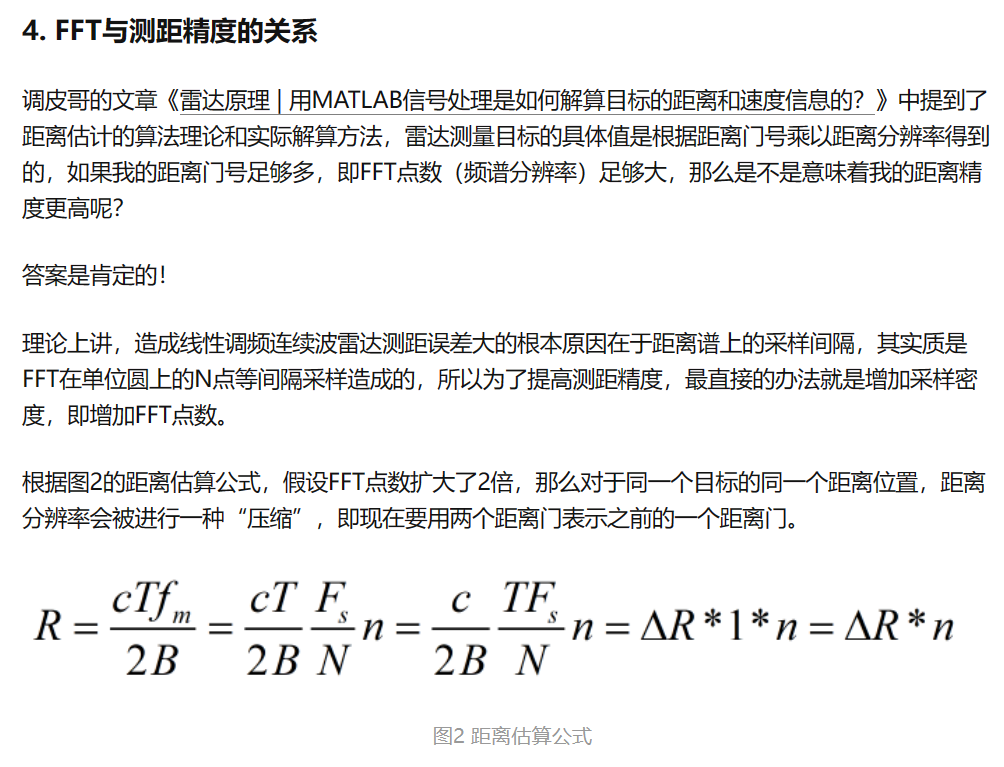 4. FFT与测距精度的关系
调皮哥的文章《雷达原理 | 用MATLAB信号处理是如何解算目标的距离和速度信息的？》中提到了
距离估计的算法理论和实际解算方法，雷达测量目标的具体值是根据距离门号乘以距离分辨率得到
的，如果我的距离门号足够多，即FFT点数（频谱分辨率）足够大，那么是不是意味着我的距离精
度更高呢？
答案是肯定的！
理论上讲，造成线性调频连续波雷达测距误差大的根本原因在于距离谱上的采样间隔，其实质是
FFT在单位圆上的N点等间隔采样造成的，所以为了提高测距精度，最直接的办法就是增加采样密
度，即增加FFT点数。
根据图2的距离估算公式，假设FFT点数扩大了2倍，那么对于同一个目标的同一个距离位置，距离
分辨率会被进行一种“压缩”，即现在要用两个距离门表示之前的一个距离门。
R = cTf_m / 2B = cT / 2B F_s / N n = c / 2B TF_s / N n = ΔR * 1 * n = ΔR * n
图2 距离估算公式